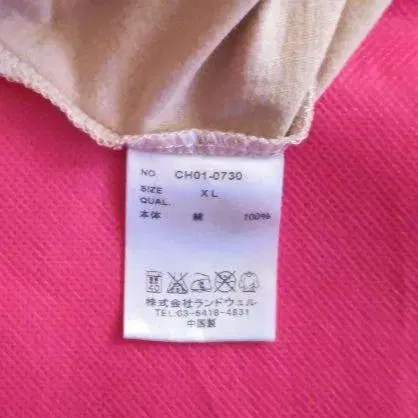 NO. CH01-0730
SIZE XL
QUAL.
本体 綿 100%
株式会社ランドウェル
TEL:03-6418-4831
中国製